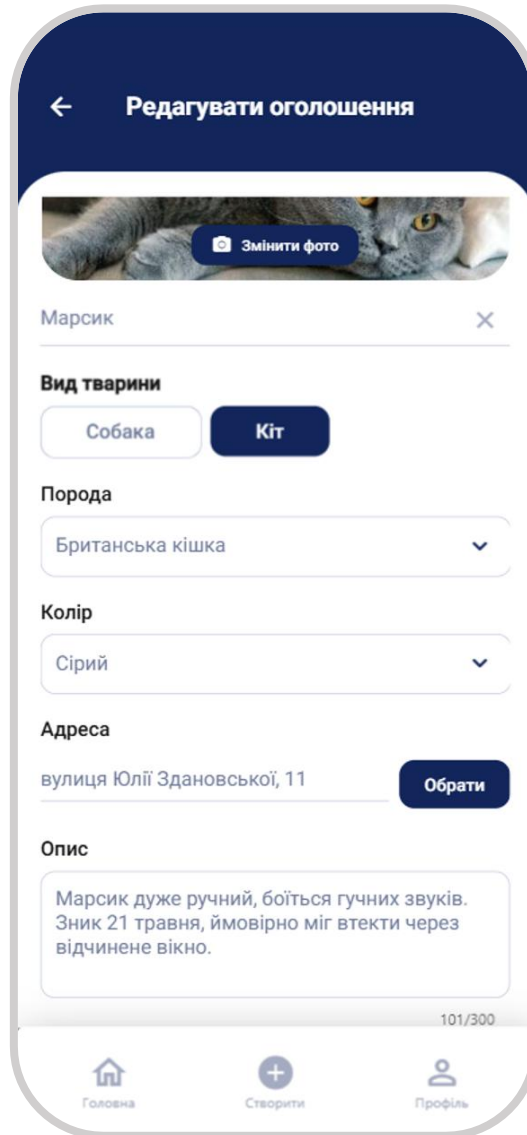 Редагувати оголошення
Змінити фото
Марсик
Вид тварини
Собака
Кіт
Порода
Британська кішка
Колір
Сірий
Адреса
вулиця Юлії Здановської, 11
Обрати
Опис
Марсик дуже ручний, боїться гучних звуків.
Зник 21 травня, ймовірно міг втекти через
відчинене вікно.
101/300
Головна
Створити
Профіль